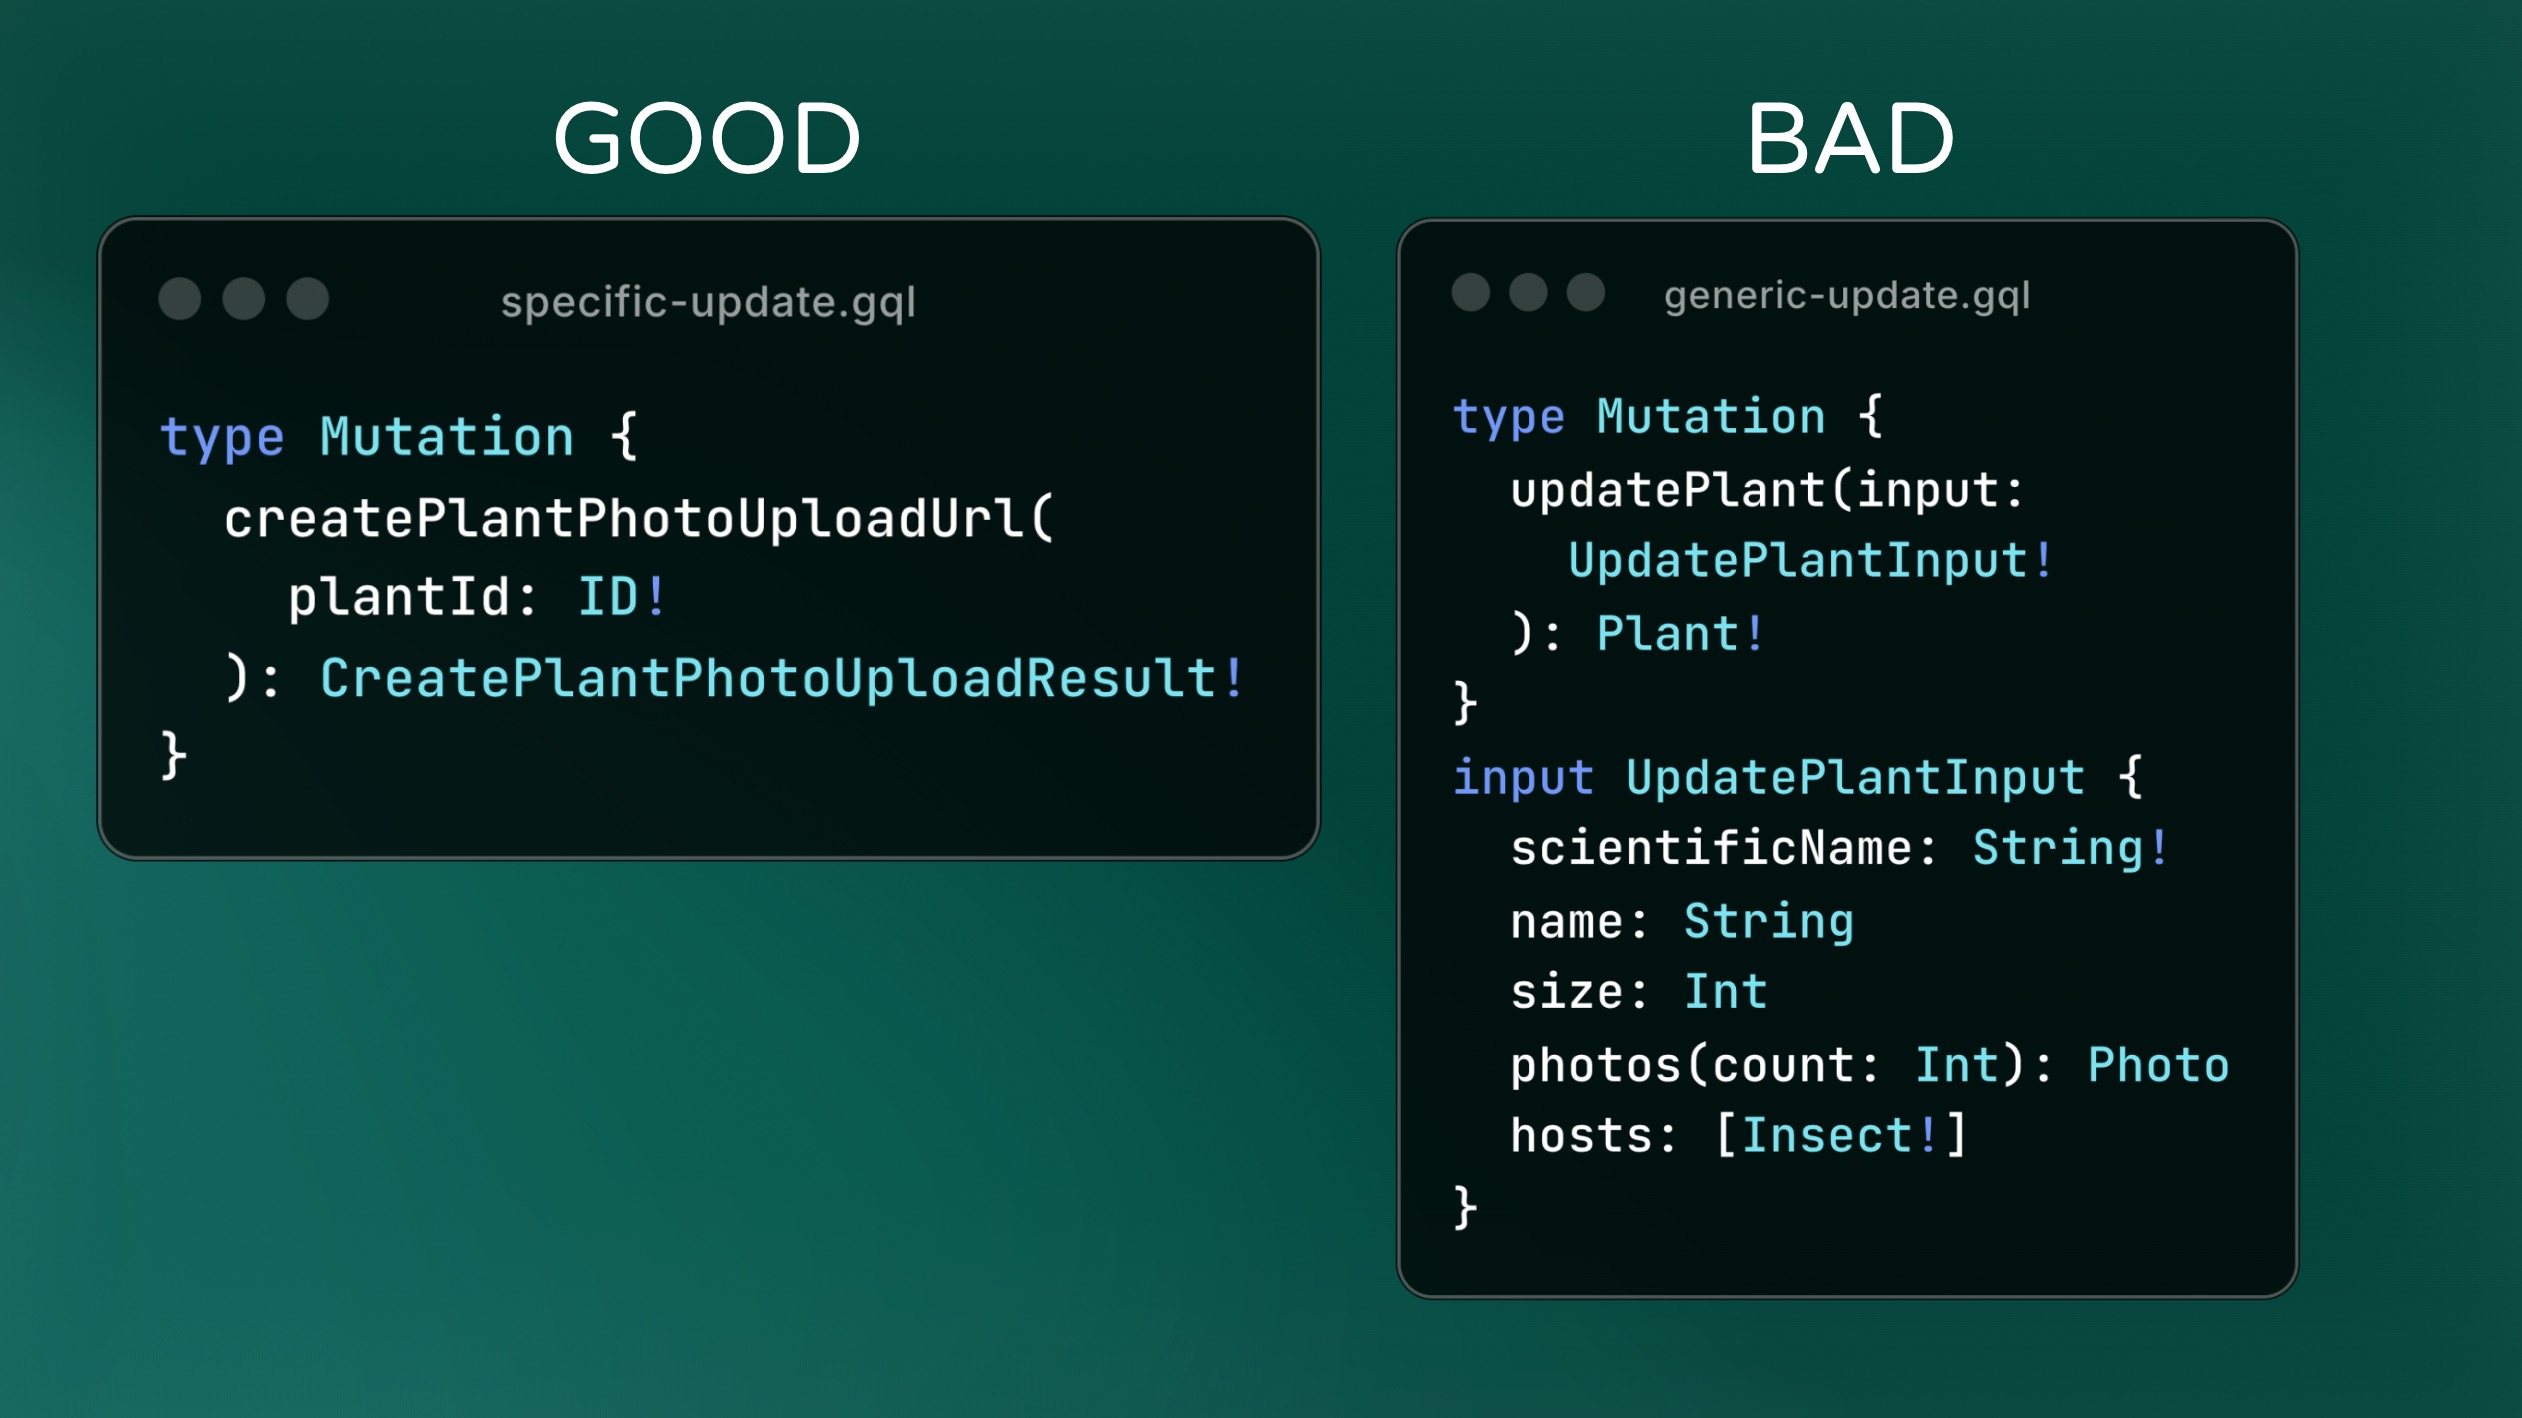 GOOD
specific-update.gql
type Mutation {
  createPlantPhotoUploadUrl(
    plantId: ID!
  ): CreatePlantPhotoUploadResult!
}
BAD
generic-update.gql
type Mutation {
  updatePlant(input:
    UpdatePlantInput!
  ): Plant!
}
input UpdatePlantInput {
  scientificName: String!
  name: String
  size: Int
  photos(count: Int): Photo
  hosts: [Insect!]
}